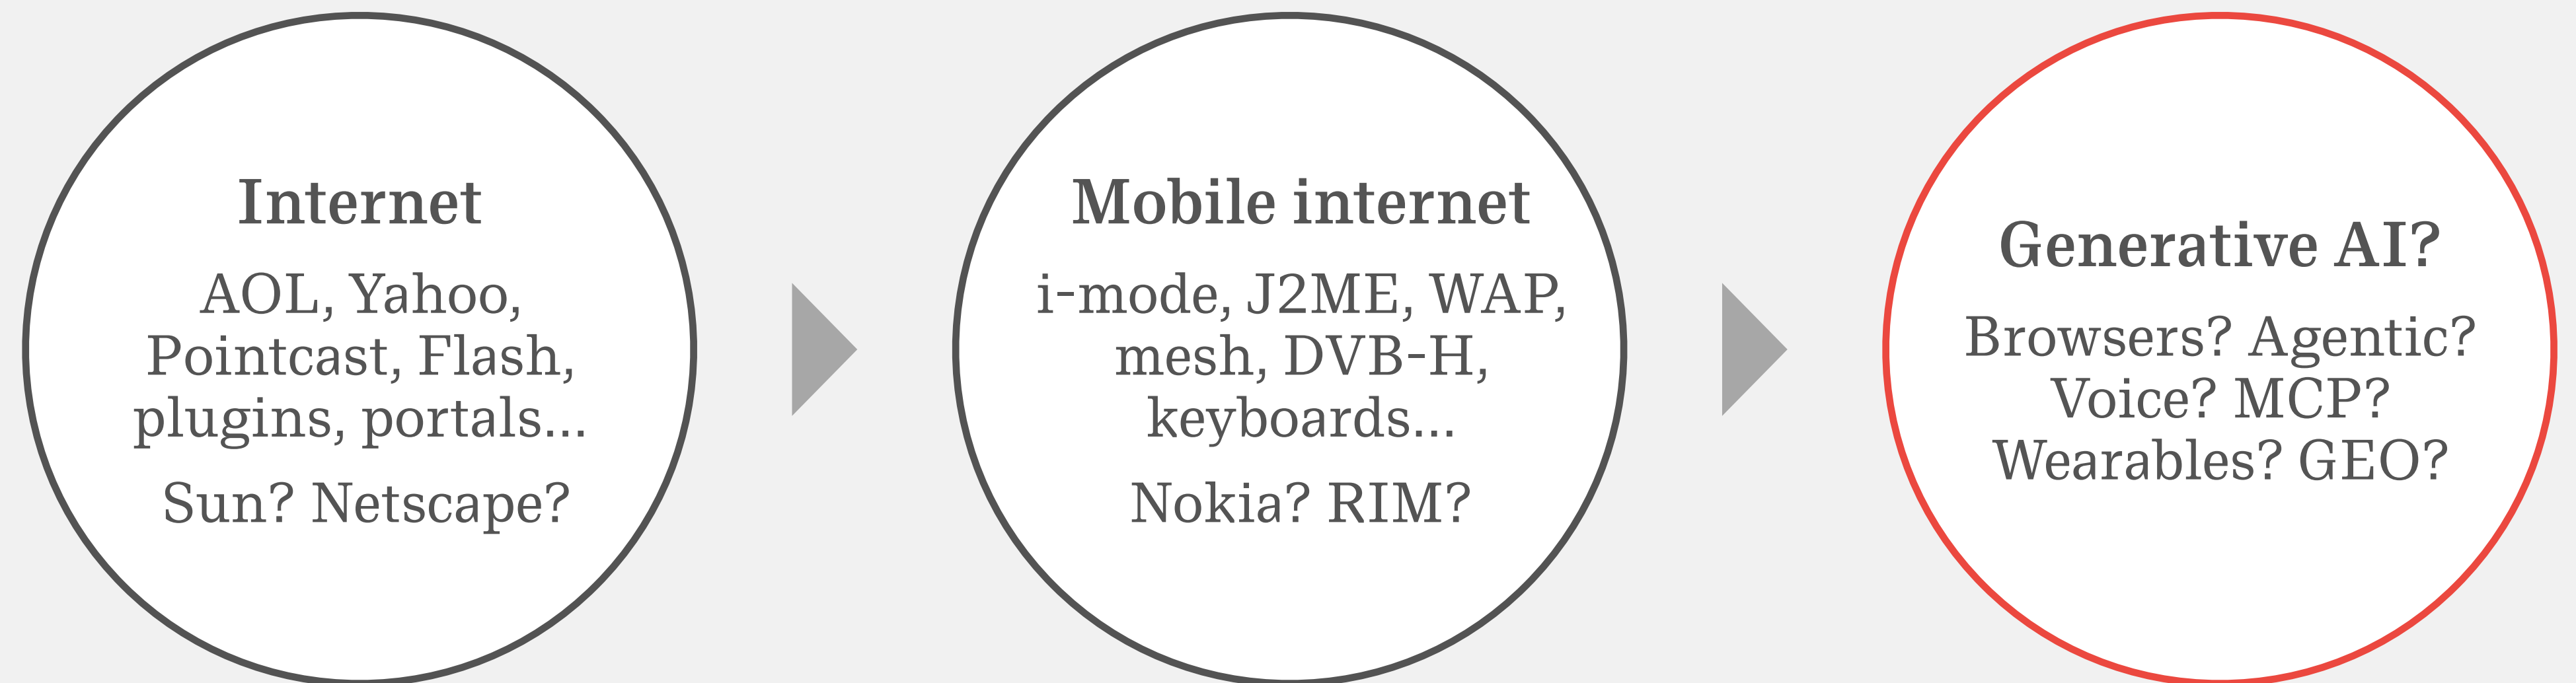 Internet
AOL, Yahoo,
Pointcast, Flash,
plugins, portals...
Sun? Netscape?
Mobile internet
i-mode, J2ME, WAP,
mesh, DVB-H,
keyboards...
Nokia? RIM?
Generative AI?
Browsers? Agentic?
Voice? MCP?
Wearables? GEO?